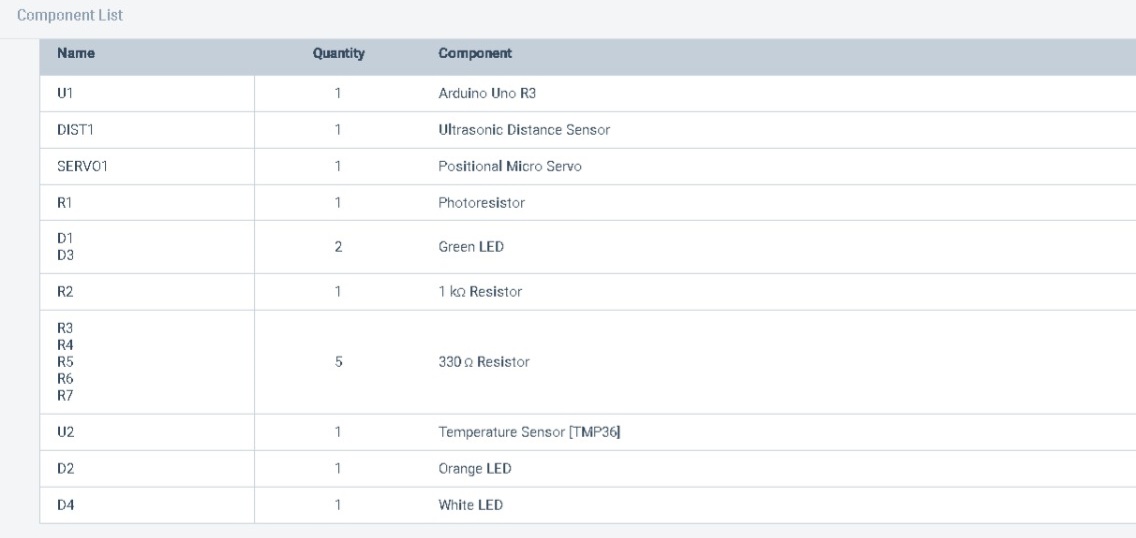 Component List
Name Quantity Component
U1 1 Arduino Uno R3
DIST1 1 Ultrasonic Distance Sensor
SERVO1 1 Positional Micro Servo
R1 1 Photoresistor
D1
D3
2 Green LED
R2 1 1 kΩ Resistor
R3
R4
R5
R6
R7
5 330 Ω Resistor
U2 1 Temperature Sensor [TMP36]
D2 1 Orange LED
D4 1 White LED